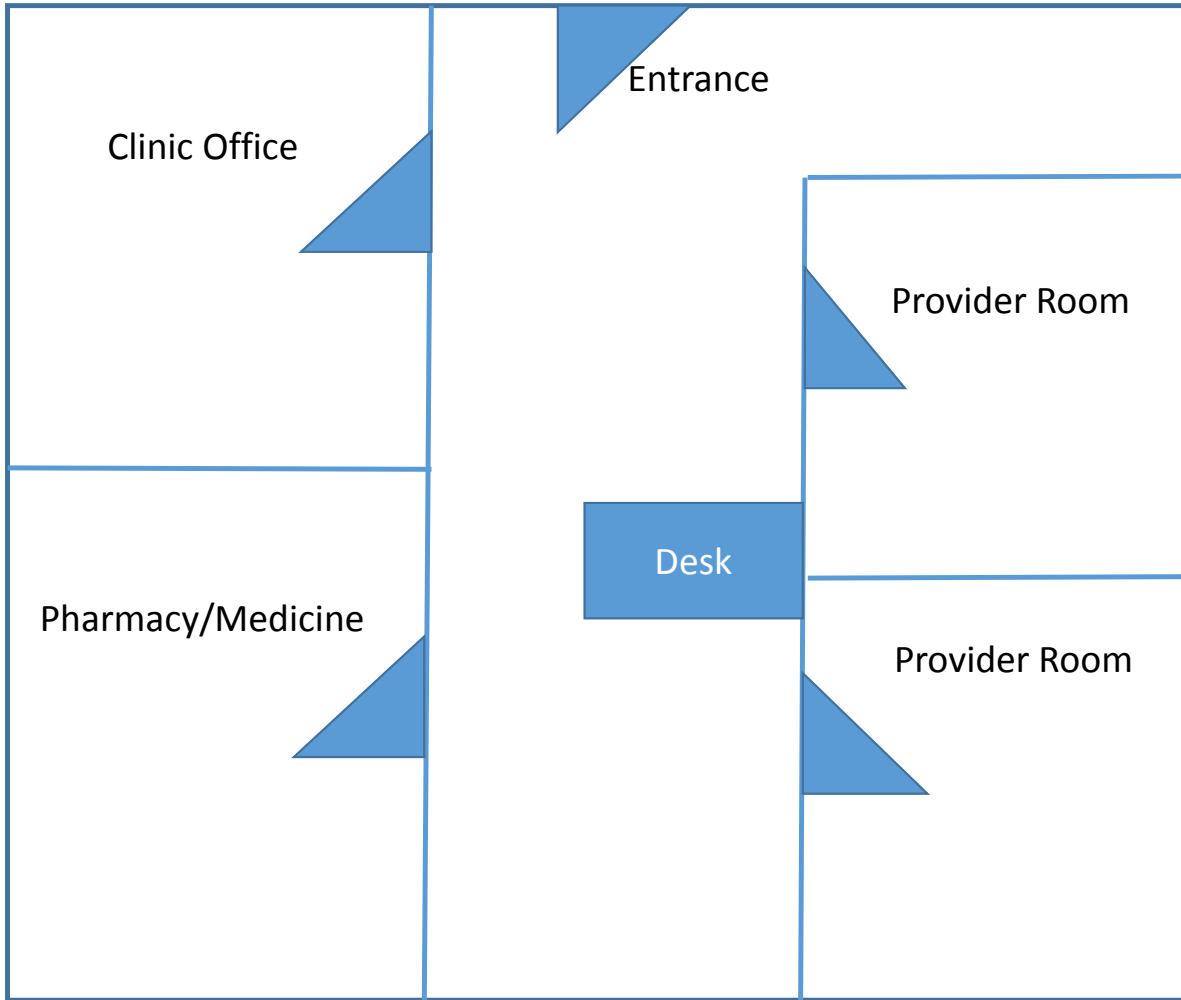 Entrance
Clinic Office
Provider Room
Desk
Pharmacy/Medicine
Provider Room